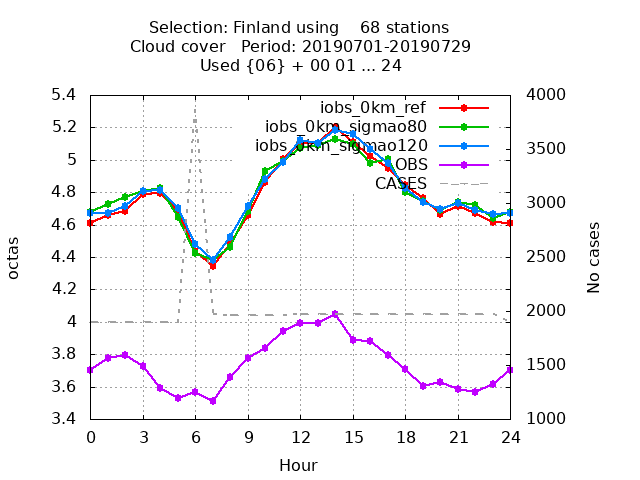 Selection: Finland using    68 stations
Cloud cover   Period: 20190701-20190729
Used {06} + 00 01 ... 24
iobs_0km_ref
iobs_0km_sigmao80
iobs_0km_sigmao120
OBS
CASES
5.4
5.2
5
4.8
4.6
4.4
4.2
4
3.8
3.6
3.4
octas
4000
3500
3000
2500
2000
1500
1000
No cases
0 3 6 9 12 15 18 21 24
Hour